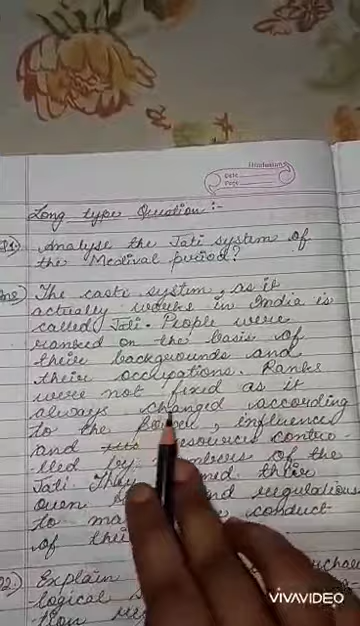 Date
Page
Long type Question :-
Q1.) Analyse the Jati system of
the Medival period?
Ans) The caste system, as it
actually works in India is
called Jati. People were
ranked on the basis of
their backgrounds and
their occupations. Ranks
were not fixed as it
always changed according
to the power, influence
and resources contro-
lled by members of the
Jati. They their
own and regulations
to conduct
of
Q2.) Explain
logical
tion
VIVAVIDEO